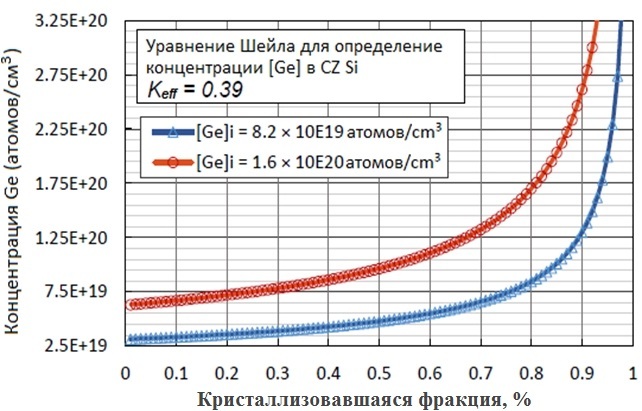 Концентрация Ge (атомов/cm³)
3.25E+20
2.75E+20
2.25E+20
1.75E+20
1.25E+20
7.5E+19
2.5E+19
Уравнение Шейла для определение
концентрации [Ge] в CZ Si
Keff = 0.39
[Ge]i = 8.2 × 10E19 атомов/cm³
[Ge]i = 1.6 × 10E20 атомов/cm³
0 0.1 0.2 0.3 0.4 0.5 0.6 0.7 0.8 0.9 1
Кристаллизовавшаяся фракция, %